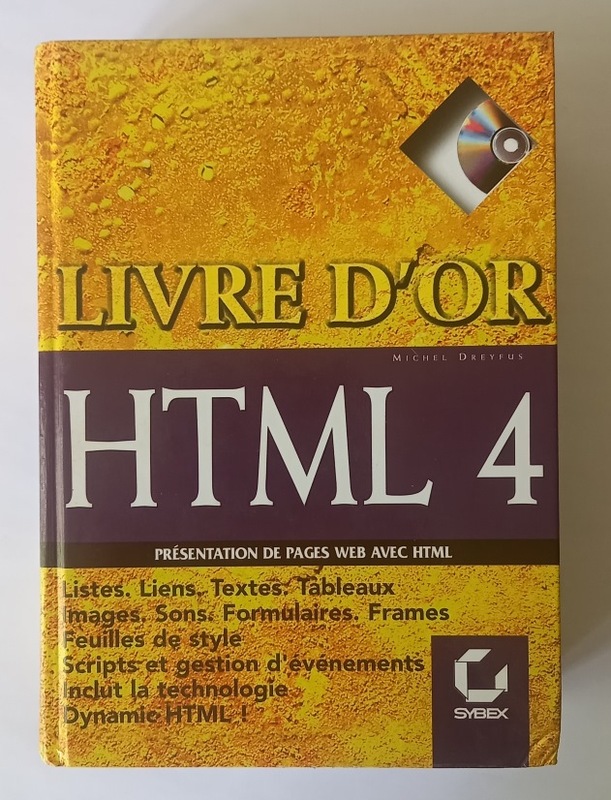 LIVRE D'OR
MICHEL DREYFUS
HTML 4
PRÉSENTATION DE PAGES WEB AVEC HTML
Listes. Liens. Textes. Tableaux
Images. Sons. Formulaires. Frames
Feuilles de style
Scripts et gestion d'événements
Inclut la technologie
Dynamic HTML !
SYBEX